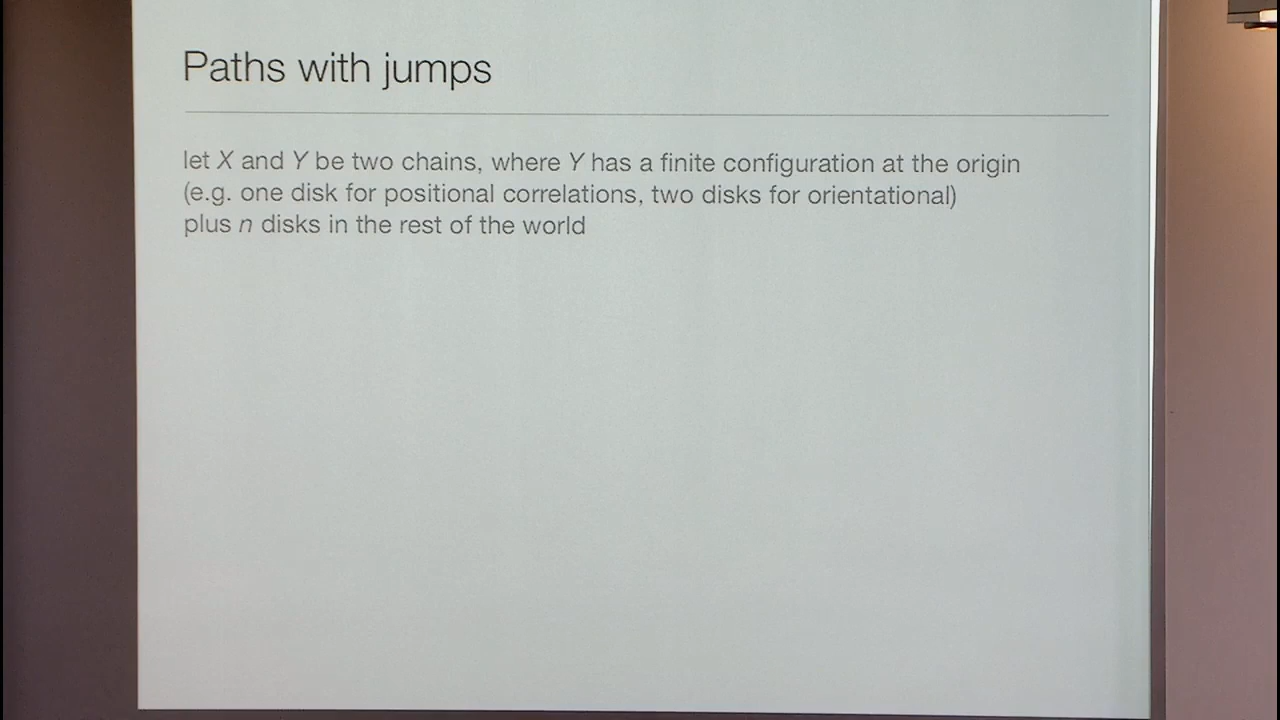 Paths with jumps
let X and Y be two chains, where Y has a finite configuration at the origin
(e.g. one disk for positional correlations, two disks for orientational)
plus n disks in the rest of the world